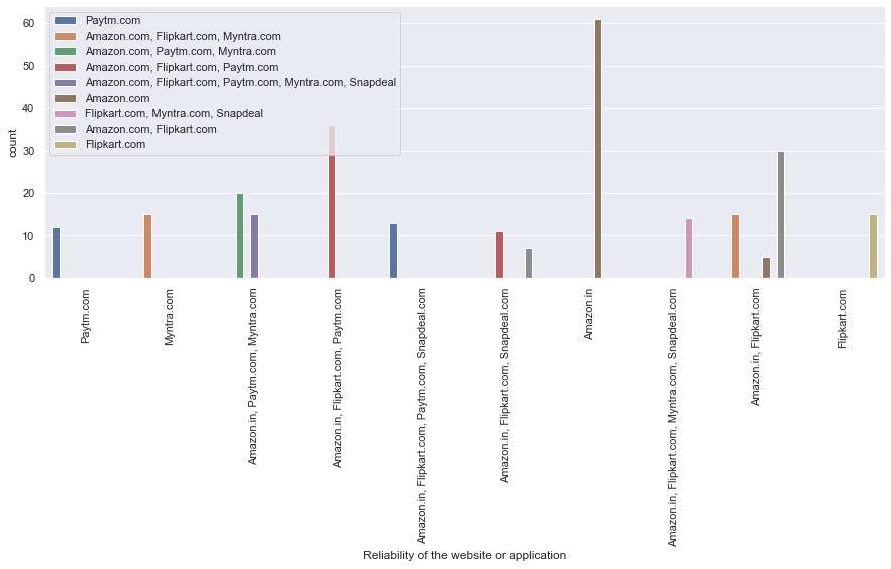 Paytm.com
Amazon.com, Flipkart.com, Myntra.com
Amazon.com, Paytm.com, Myntra.com
Amazon.com, Flipkart.com, Paytm.com
Amazon.com, Flipkart.com, Paytm.com, Myntra.com, Snapdeal
Amazon.com
Flipkart.com, Myntra.com, Snapdeal
Amazon.com, Flipkart.com
Flipkart.com
60
50
40
30
20
10
0
count
Paytm.com
Myntra.com
Amazon.in, Paytm.com, Myntra.com
Amazon.in, Flipkart.com, Paytm.com
Amazon.in, Flipkart.com, Paytm.com, Snapdeal.com
Amazon.in, Flipkart.com, Snapdeal.com
Amazon.in
Amazon.in, Flipkart.com, Myntra.com, Snapdeal.com
Amazon.in, Flipkart.com
Flipkart.com
Reliability of the website or application